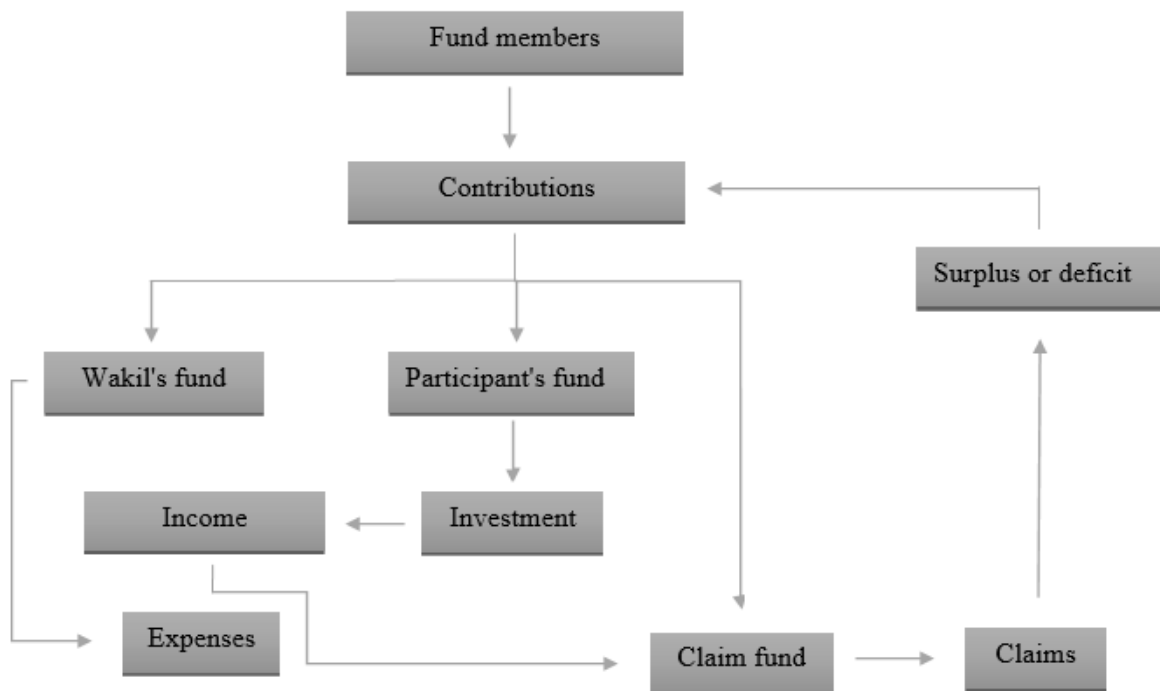 Fund members
Contributions
Surplus or deficit
Wakil's fund
Participant's fund
Income
Investment
Expenses
Claim fund
Claims